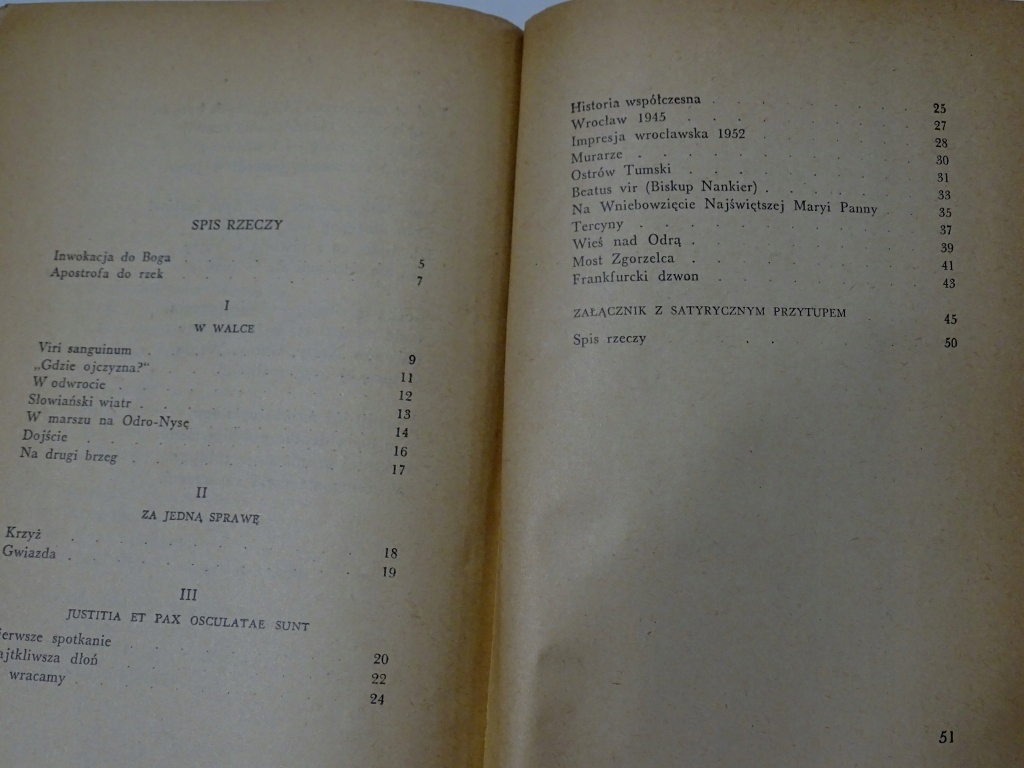 SPIS RZECZY
Inwokacja do Boga . . . . . . 5
Apostrofa do rzek . . . . . . 7
I
W WALCE
Viri sanguinum . . . . . . 9
„Gdzie ojczyzna?" . . . . . . 11
W odwrocie . . . . . . 12
Słowiański wiatr . . . . . . 13
W marszu na Odro-Nysę . . . . . . 14
Dojście . . . . . . 16
Na drugi brzeg . . . . . . 17
II
ZA JEDNĄ SPRAWĘ
Krzyż . . . . . . 18
Gwiazda . . . . . . 19
III
JUSTITIA ET PAX OSCULATAE SUNT
ierwsze spotkanie . . . . . . 20
ajtkliwsza dłoń . . . . . . 22
wracamy . . . . . . 24
Historia współczesna . . . . . . 25
Wrocław 1945 . . . . . . 27
Impresja wrocławska 1952 . . . . . . 28
Murarze . . . . . . 30
Ostrów Tumski . . . . . . 31
Beatus vir (Biskup Nankier) . . . . . . 33
Na Wniebowzięcie Najświętszej Maryi Panny . 35
Tercyny . . . . . . 37
Wieś nad Odrą . . . . . . 39
Most Zgorzelca . . . . . . 41
Frankfurcki dzwon . . . . . . 43
ZAŁĄCZNIK Z SATYRYCZNYM PRZYTUPEM 45
Spis rzeczy . . . 50
51